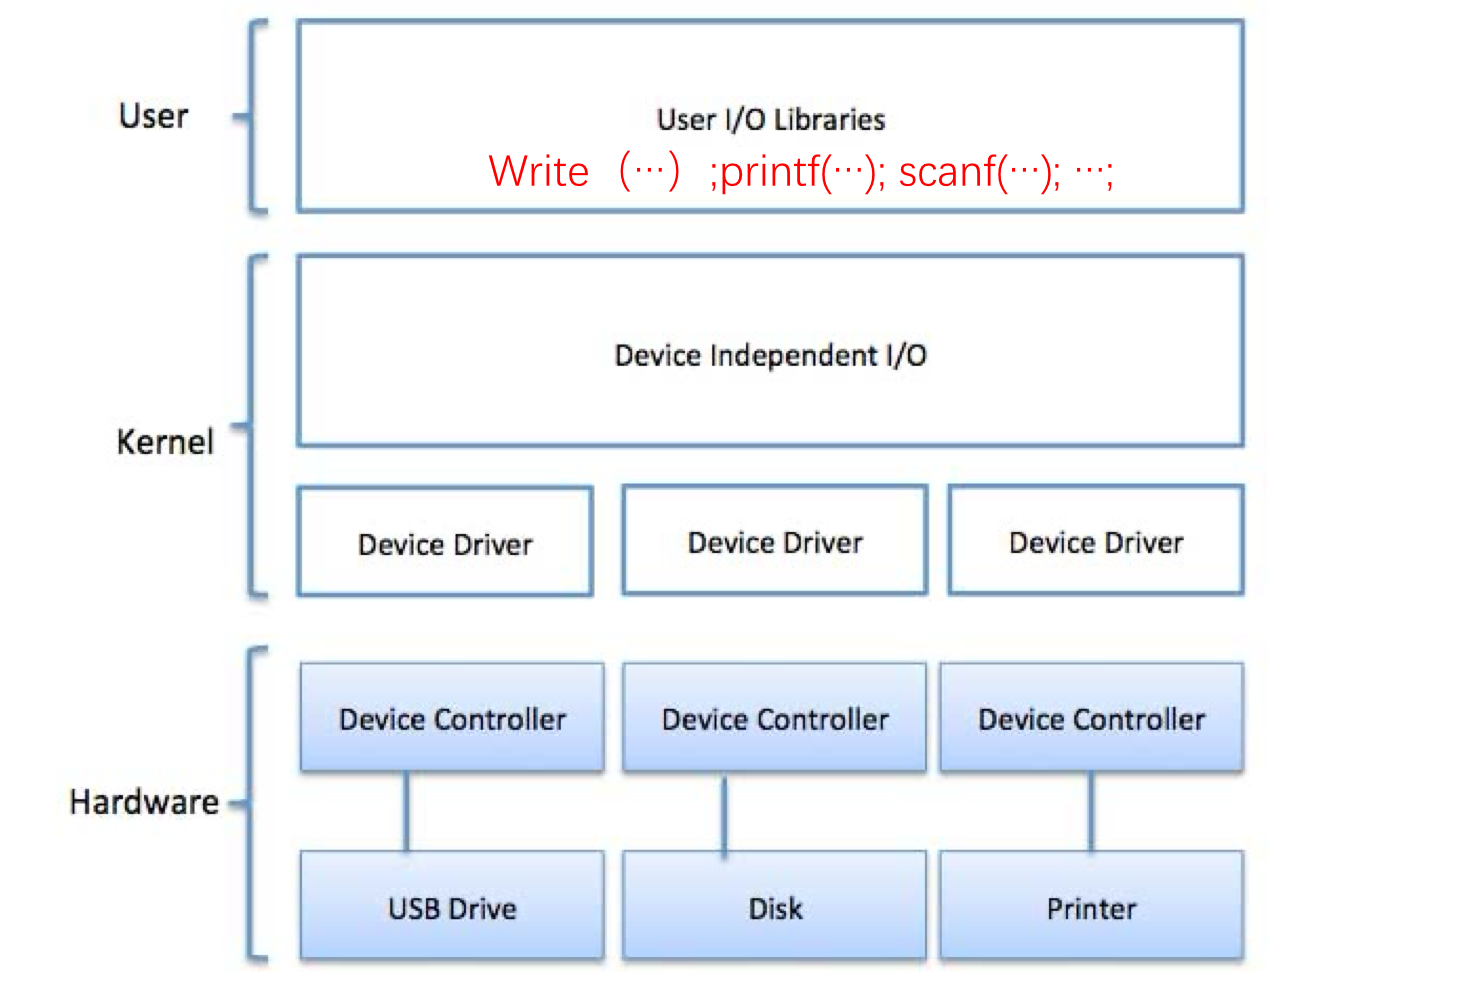 User
User I/O Libraries
Write（…）;printf(…); scanf(…); …;
Kernel
Device Independent I/O
Device Driver
Device Driver
Device Driver
Hardware
Device Controller
Device Controller
Device Controller
USB Drive
Disk
Printer